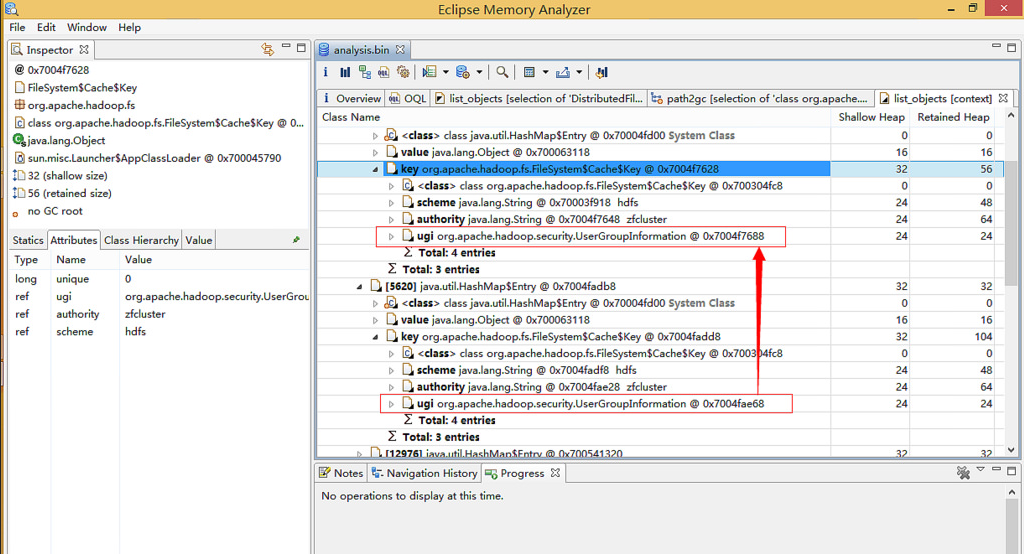 Eclipse Memory Analyzer
File Edit Window Help
Inspector
@ 0x7004f7628
FileSystem$Cache$Key
org.apache.hadoop.fs
class org.apache.hadoop.fs.FileSystem$Cache$Key @ 0...
java.lang.Object
sun.misc.Launcher$AppClassLoader @ 0x700045790
32 (shallow size)
56 (retained size)
no GC root
Statics Attributes Class Hierarchy Value
Type Name Value
long unique 0
ref ugi org.apache.hadoop.security.UserGrou
ref authority zfcluster
ref scheme hdfs
analysis.bin
i Overview OQL list_objects [selection of 'DistributedFil... path2gc [selection of 'class org.apache.... list_objects [context]
Class Name Shallow Heap Retained Heap
<class> class java.util.HashMap$Entry @ 0x70004fd00 System Class 0 0
value java.lang.Object @ 0x700063118 16 16
key org.apache.hadoop.fs.FileSystem$Cache$Key @ 0x7004f7628 32 56
<class> class org.apache.hadoop.fs.FileSystem$Cache$Key @ 0x700304fc8 0 0
scheme java.lang.String @ 0x70003f918 hdfs 24 48
authority java.lang.String @ 0x7004f7648 zfcluster 24 64
ugi org.apache.hadoop.security.UserGroupInformation @ 0x7004f7688 24 24
Σ Total: 4 entries
Σ Total: 3 entries
[5620] java.util.HashMap$Entry @ 0x7004fadb8 32 32
<class> class java.util.HashMap$Entry @ 0x70004fd00 System Class 0 0
value java.lang.Object @ 0x700063118 16 16
key org.apache.hadoop.fs.FileSystem$Cache$Key @ 0x7004fadd8 32 104
<class> class org.apache.hadoop.fs.FileSystem$Cache$Key @ 0x700304fc8 0 0
scheme java.lang.String @ 0x7004fadf8 hdfs 24 48
authority java.lang.String @ 0x7004fae28 zfcluster 24 64
ugi org.apache.hadoop.security.UserGroupInformation @ 0x7004fae68 24 24
Σ Total: 4 entries
Σ Total: 3 entries
[12976] java.util.HashMap$Entry @ 0x700541320 32 32
Notes Navigation History Progress
No operations to display at this time.